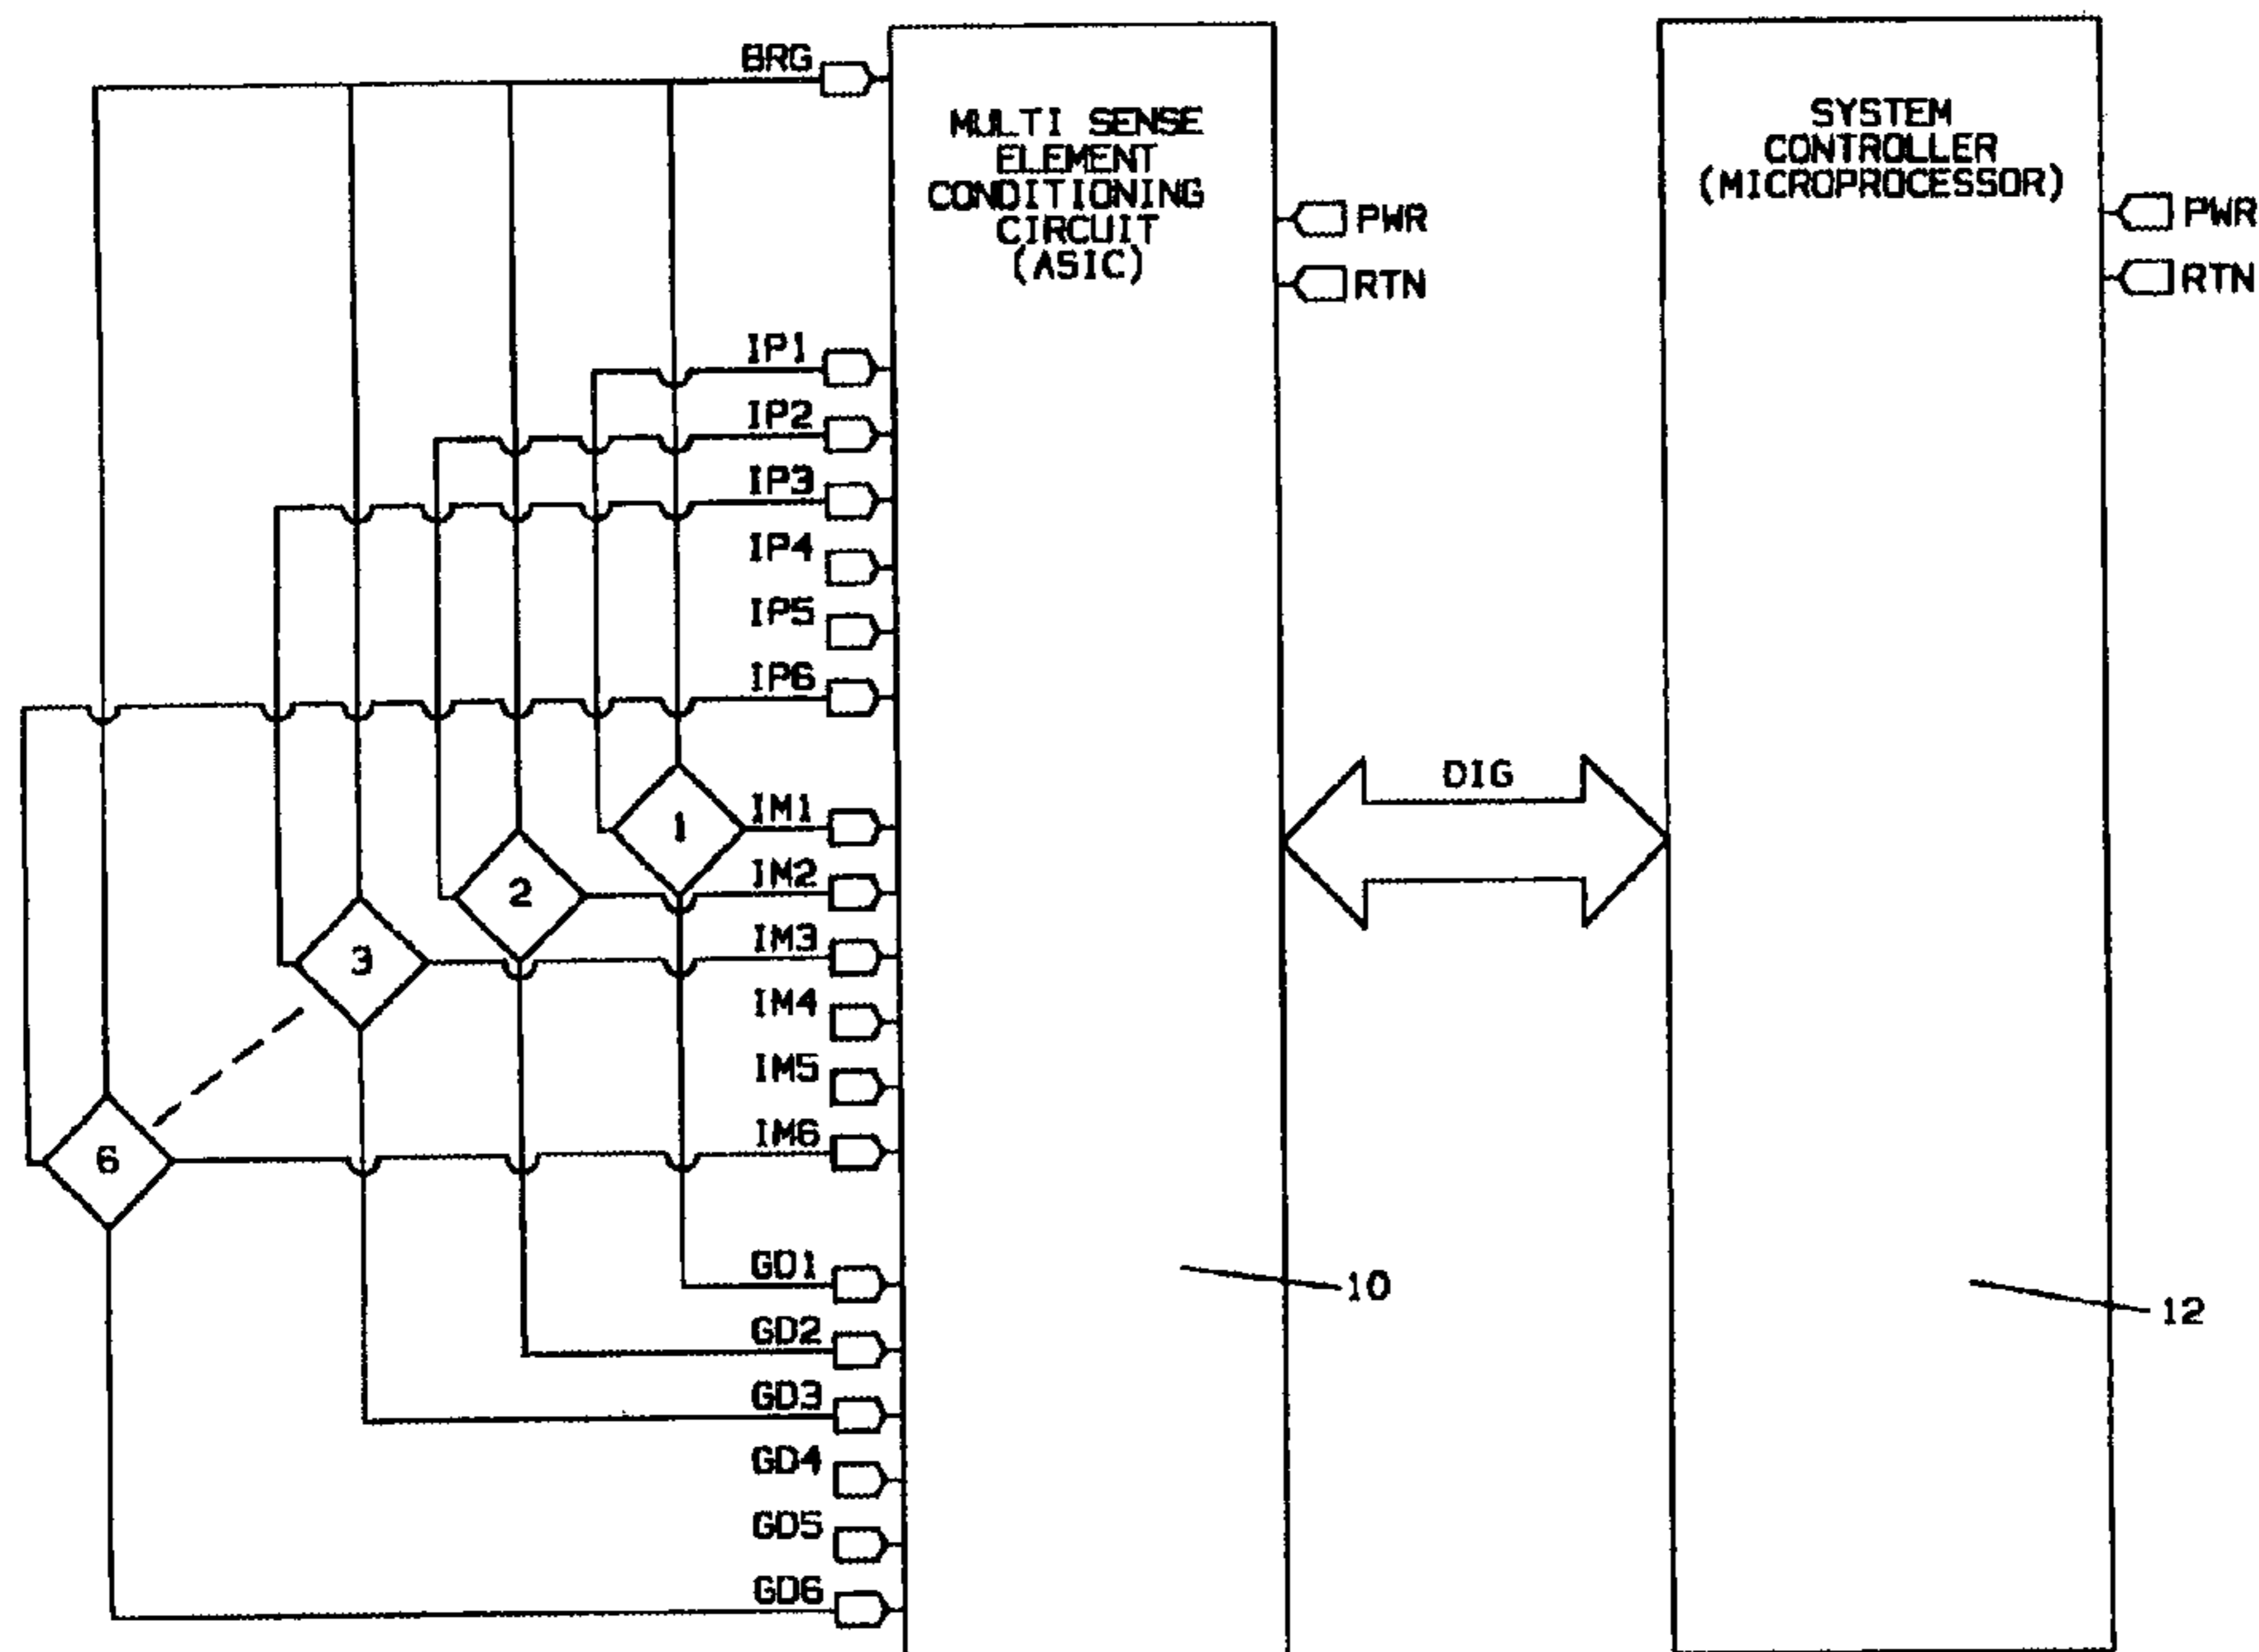 BRG
MULTI SENSE
ELEMENT
CONDITIONING
CIRCUIT
(ASIC)
PWR
RTN
SYSTEM
CONTROLLER
(MICROPROCESSOR)
PWR
RTN
IP1
IP2
IP3
IP4
IP5
IP6
1
2
3
6
IM1
IM2
IM3
IM4
IM5
IM6
DIG
GD1
GD2
GD3
GD4
GD5
GD6
10
12